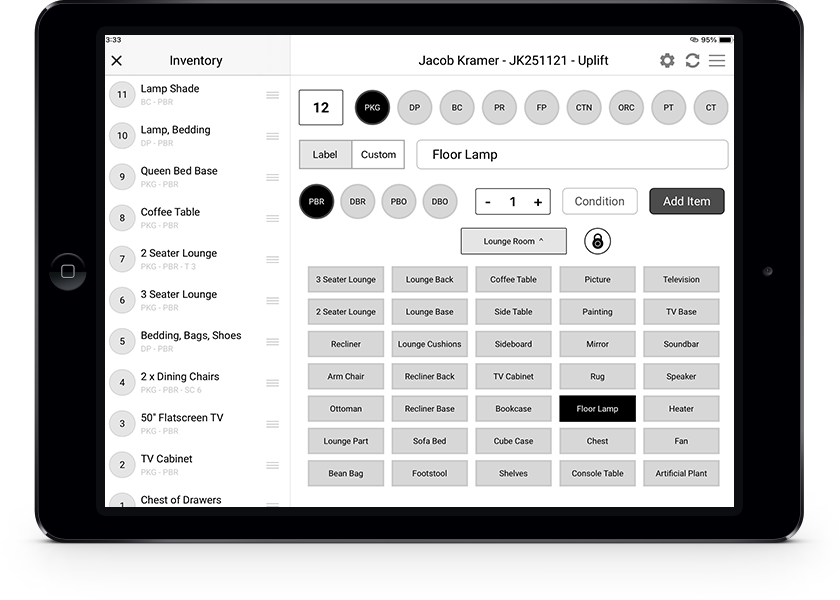 3:33
95%
Inventory
Jacob Kramer - JK251121 - Uplift
11
Lamp Shade
BC - PBR
10
Lamp, Bedding
DP - PBR
9
Queen Bed Base
PKG - PBR
8
Coffee Table
PKG - PBR
7
2 Seater Lounge
PKG - PBR - T 3
6
3 Seater Lounge
PKG - PBR
5
Bedding, Bags, Shoes
DP - PBR
4
2 x Dining Chairs
PKG - PBR - SC 6
3
50" Flatscreen TV
PKG - PBR
2
TV Cabinet
PKG - PBR
1
Chest of Drawers
12 PKG DP BC PR FP CTN ORC PT CT
Label Custom Floor Lamp
PBR DBR PBO DBO - 1 + Condition Add Item
Lounge Room ^
3 Seater Lounge Lounge Back Coffee Table Picture Television
2 Seater Lounge Lounge Base Side Table Painting TV Base
Recliner Lounge Cushions Sideboard Mirror Soundbar
Arm Chair Recliner Back TV Cabinet Rug Speaker
Ottoman Recliner Base Bookcase Floor Lamp Heater
Lounge Part Sofa Bed Cube Case Chest Fan
Bean Bag Footstool Shelves Console Table Artificial Plant